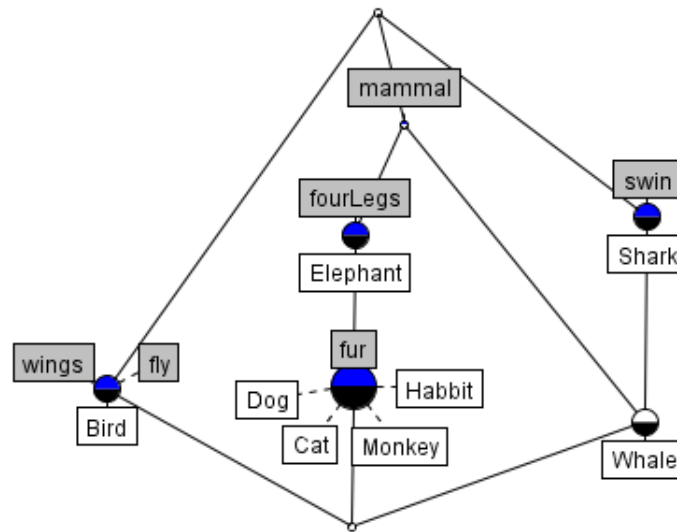 mammal
fourLegs
swin
Elephant
Shark
fur
wings
fly
Dog
Habbit
Bird
Cat
Monkey
Whale